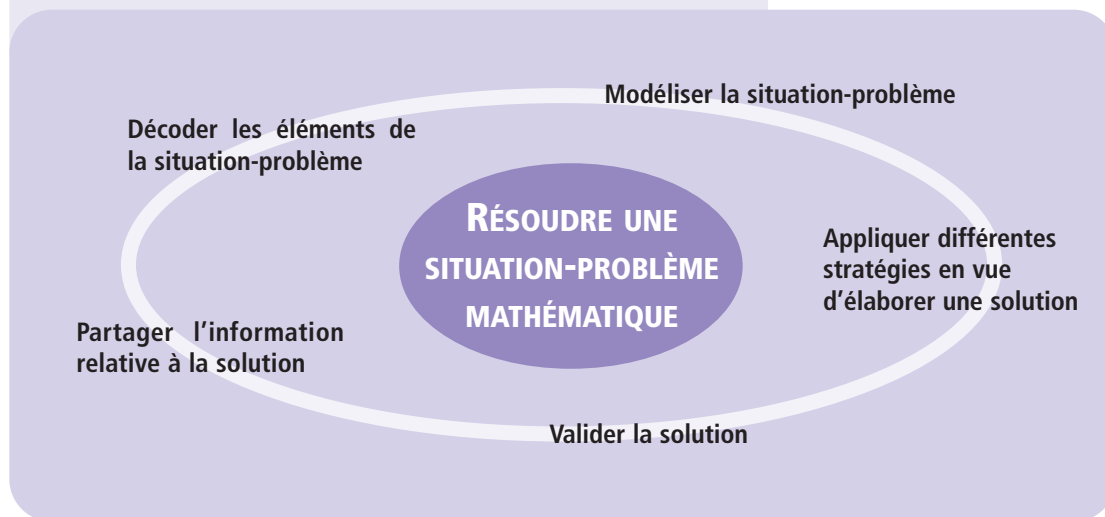 Modéliser la situation-problème
Décoder les éléments de
la situation-problème
RÉSOUDRE UNE
SITUATION-PROBLÈME
MATHÉMATIQUE
Appliquer différentes
stratégies en vue
d’élaborer une solution
Partager l’information
relative à la solution
Valider la solution